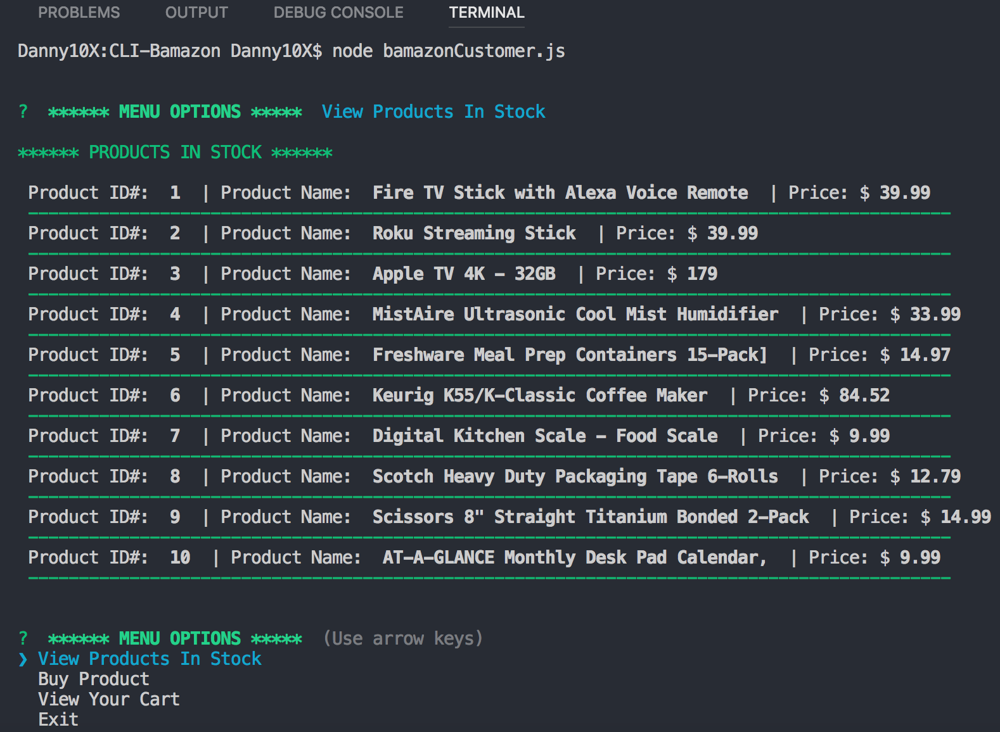 PROBLEMS OUTPUT DEBUG CONSOLE TERMINAL
Danny10X:CLI-Bamazon Danny10X$ node bamazonCustomer.js
? ****** MENU OPTIONS ***** View Products In Stock
****** PRODUCTS IN STOCK ******
Product ID#: 1 | Product Name: Fire TV Stick with Alexa Voice Remote | Price: $ 39.99
Product ID#: 2 | Product Name: Roku Streaming Stick | Price: $ 39.99
Product ID#: 3 | Product Name: Apple TV 4K - 32GB | Price: $ 179
Product ID#: 4 | Product Name: MistAire Ultrasonic Cool Mist Humidifier | Price: $ 33.99
Product ID#: 5 | Product Name: Freshware Meal Prep Containers 15-Pack] | Price: $ 14.97
Product ID#: 6 | Product Name: Keurig K55/K-Classic Coffee Maker | Price: $ 84.52
Product ID#: 7 | Product Name: Digital Kitchen Scale - Food Scale | Price: $ 9.99
Product ID#: 8 | Product Name: Scotch Heavy Duty Packaging Tape 6-Rolls | Price: $ 12.79
Product ID#: 9 | Product Name: Scissors 8" Straight Titanium Bonded 2-Pack | Price: $ 14.99
Product ID#: 10 | Product Name: AT-A-GLANCE Monthly Desk Pad Calendar, | Price: $ 9.99
? ****** MENU OPTIONS ***** (Use arrow keys)
❯ View Products In Stock
Buy Product
View Your Cart
Exit